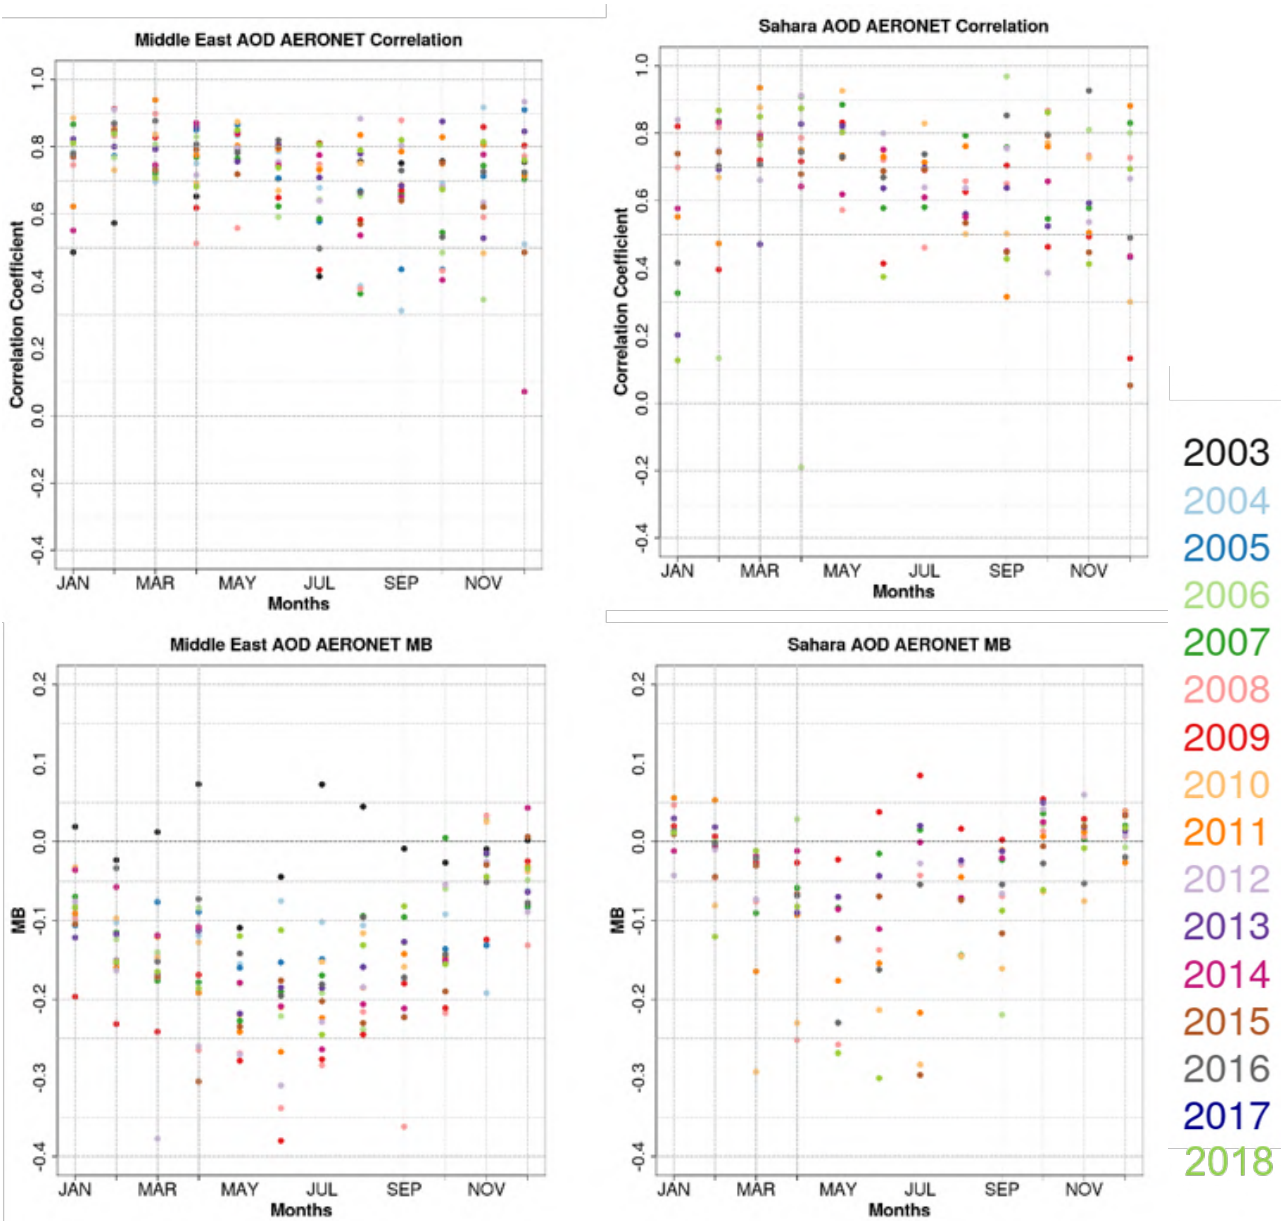 Middle East AOD AERONET Correlation
Correlation Coefficient
1.0
0.8
0.6
0.4
0.2
0.0
-0.2
-0.4
JAN MAR MAY JUL SEP NOV
Months
Sahara AOD AERONET Correlation
Correlation Coefficient
1.0
0.8
0.6
0.4
0.2
0.0
-0.2
-0.4
JAN MAR MAY JUL SEP NOV
Months
Middle East AOD AERONET MB
MB
0.2
0.1
0.0
-0.1
-0.2
-0.3
-0.4
JAN MAR MAY JUL SEP NOV
Months
Sahara AOD AERONET MB
MB
0.2
0.1
0.0
-0.1
-0.2
-0.3
-0.4
JAN MAR MAY JUL SEP NOV
Months
2003
2004
2005
2006
2007
2008
2009
2010
2011
2012
2013
2014
2015
2016
2017
2018